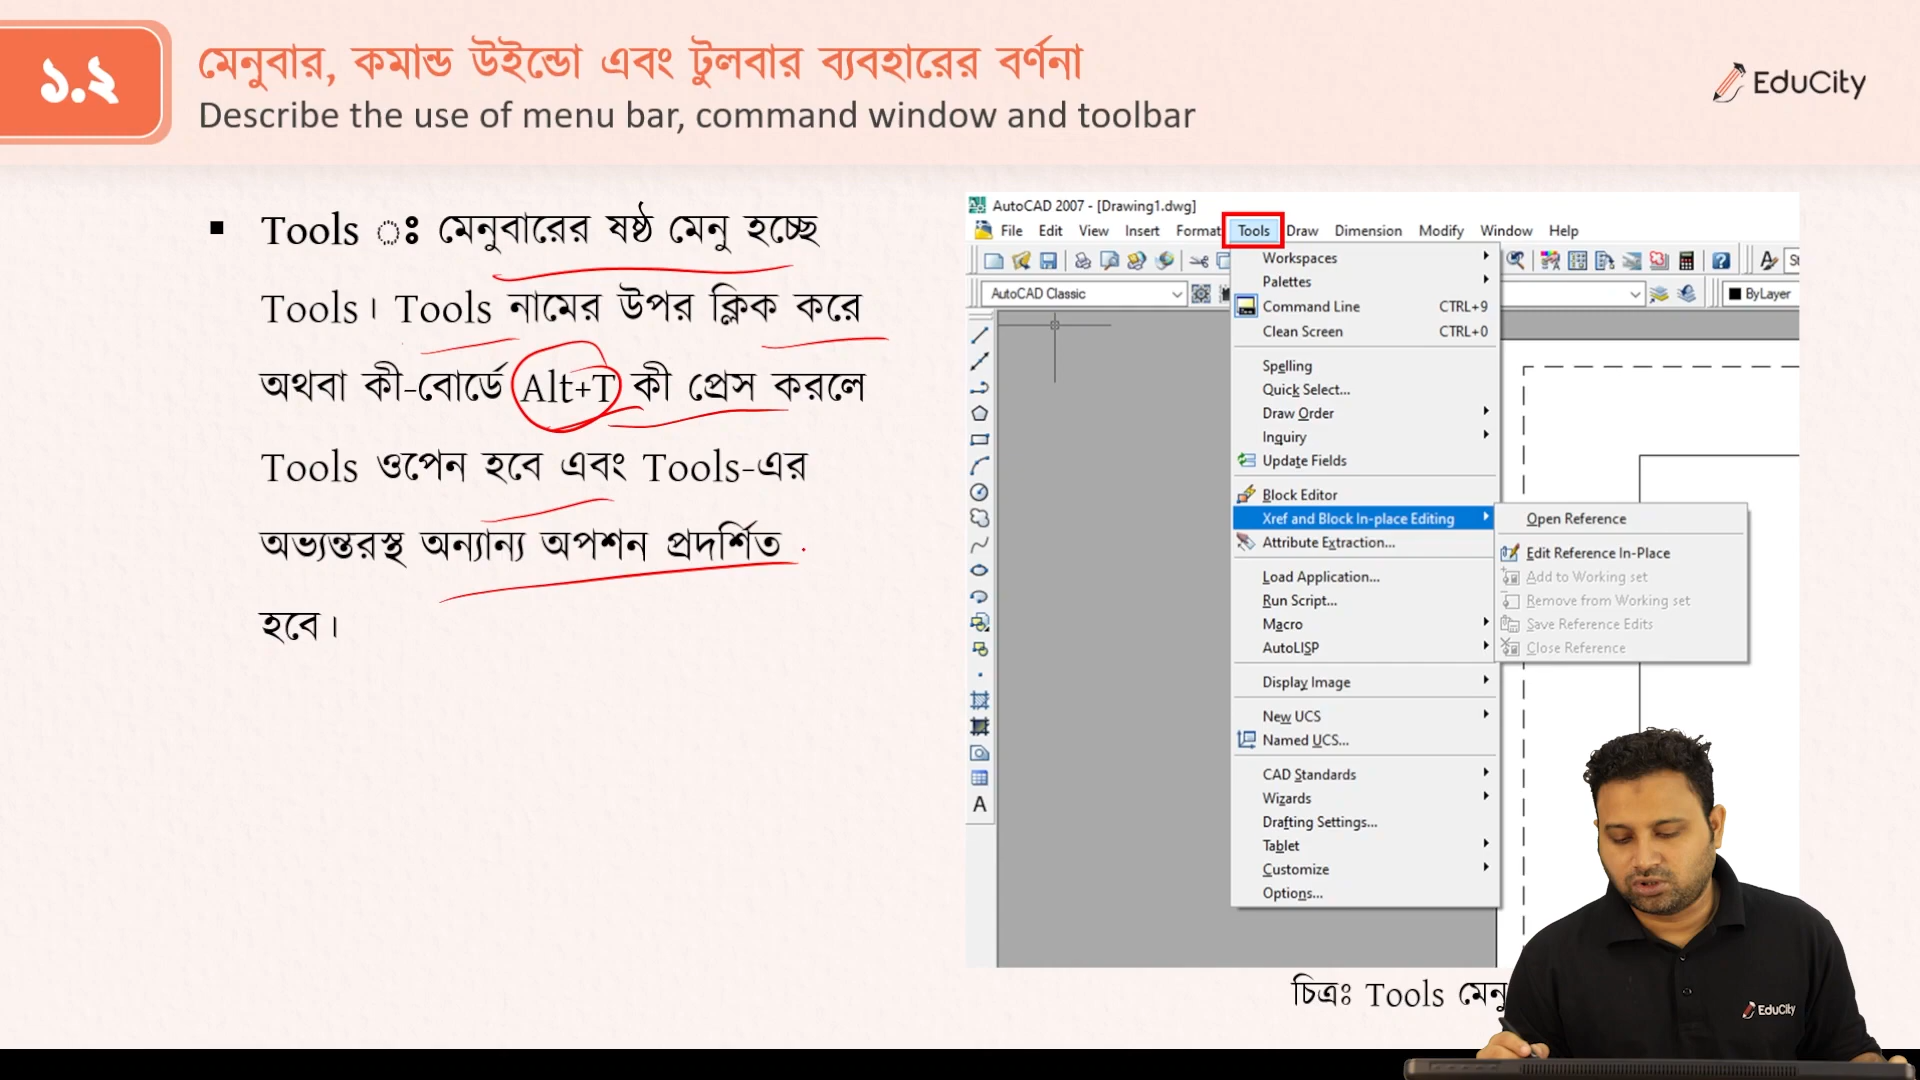 ১.২
মেনুবার, কমান্ড উইন্ডো এবং টুলবার ব্যবহারের বর্ণনা
Describe the use of menu bar, command window and toolbar
EduCity
▪ Tools ঃ মেনুবারের ষষ্ঠ মেনু হচ্ছে
Tools। Tools নামের উপর ক্লিক করে
অথবা কী-বোর্ডে Alt+T কী প্রেস করলে
Tools ওপেন হবে এবং Tools-এর
অভ্যন্তরস্থ অন্যান্য অপশন প্রদর্শিত
হবে।
AutoCAD 2007 - [Drawing1.dwg]
File Edit View Insert Format Tools Draw Dimension Modify Window Help
AutoCAD Classic
ByLayer
Workspaces
Palettes
Command Line CTRL+9
Clean Screen CTRL+0
Spelling
Quick Select...
Draw Order
Inquiry
Update Fields
Block Editor
Xref and Block In-place Editing
Attribute Extraction...
Load Application...
Run Script...
Macro
AutoLISP
Display Image
New UCS
Named UCS...
CAD Standards
Wizards
Drafting Settings...
Tablet
Customize
Options...
Open Reference
Edit Reference In-Place
Add to Working set
Remove from Working set
Save Reference Edits
Close Reference
A
চিত্রঃ Tools মেনু
EduCity